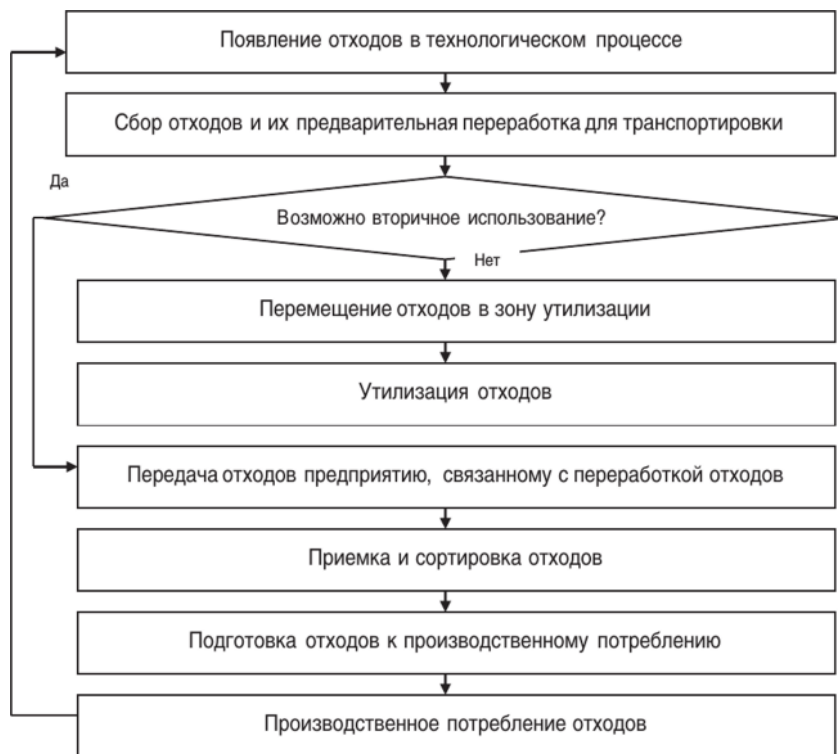 Появление отходов в технологическом процессе
Сбор отходов и их предварительная переработка для транспортировки
Да
Возможно вторичное использование?
Нет
Перемещение отходов в зону утилизации
Утилизация отходов
Передача отходов предприятию, связанному с переработкой отходов
Приемка и сортировка отходов
Подготовка отходов к производственному потреблению
Производственное потребление отходов